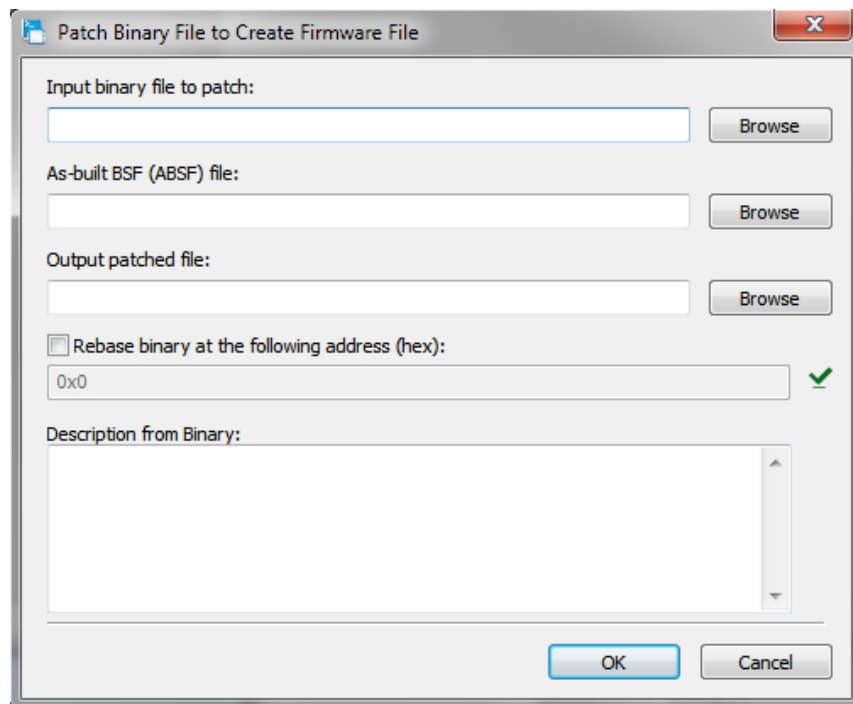 Patch Binary File to Create Firmware File
Input binary file to patch:
Browse
As-built BSF (ABSF) file:
Browse
Output patched file:
Browse
Rebase binary at the following address (hex):
0x0
Description from Binary:
OK
Cancel